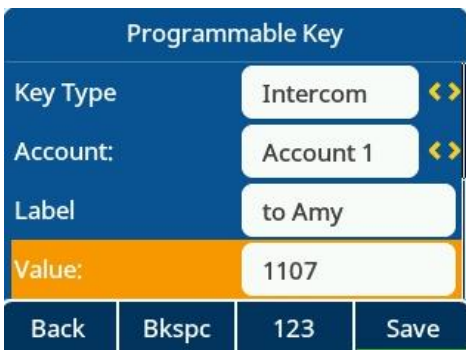 Programmable Key
Key Type Intercom
Account: Account 1
Label to Amy
Value: 1107
Back Bkspc 123 Save